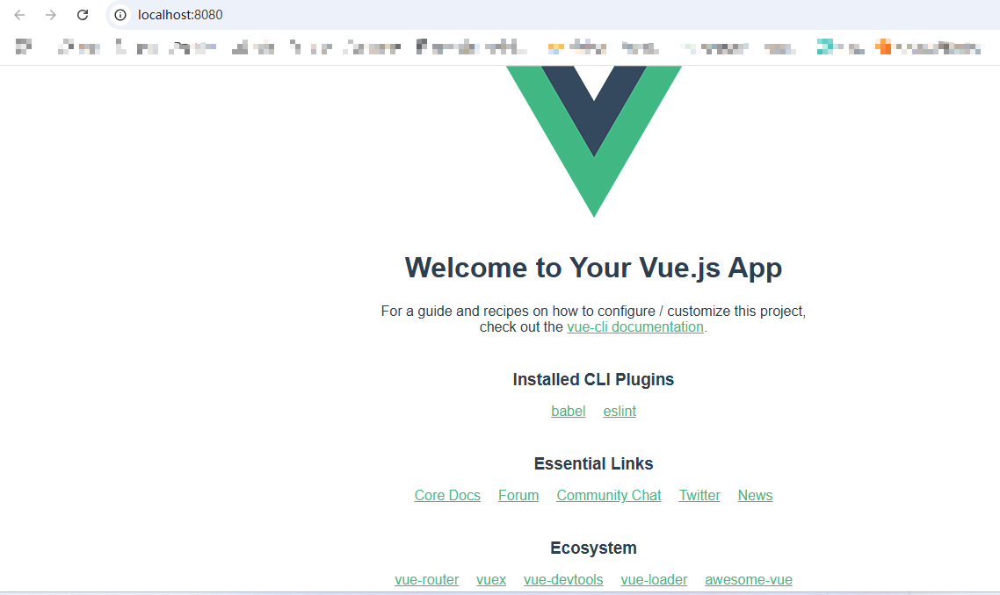 localhost:8080
Welcome to Your Vue.js App
For a guide and recipes on how to configure / customize this project,
check out the vue-cli documentation.
Installed CLI Plugins
babel eslint
Essential Links
Core Docs Forum Community Chat Twitter News
Ecosystem
vue-router vuex vue-devtools vue-loader awesome-vue